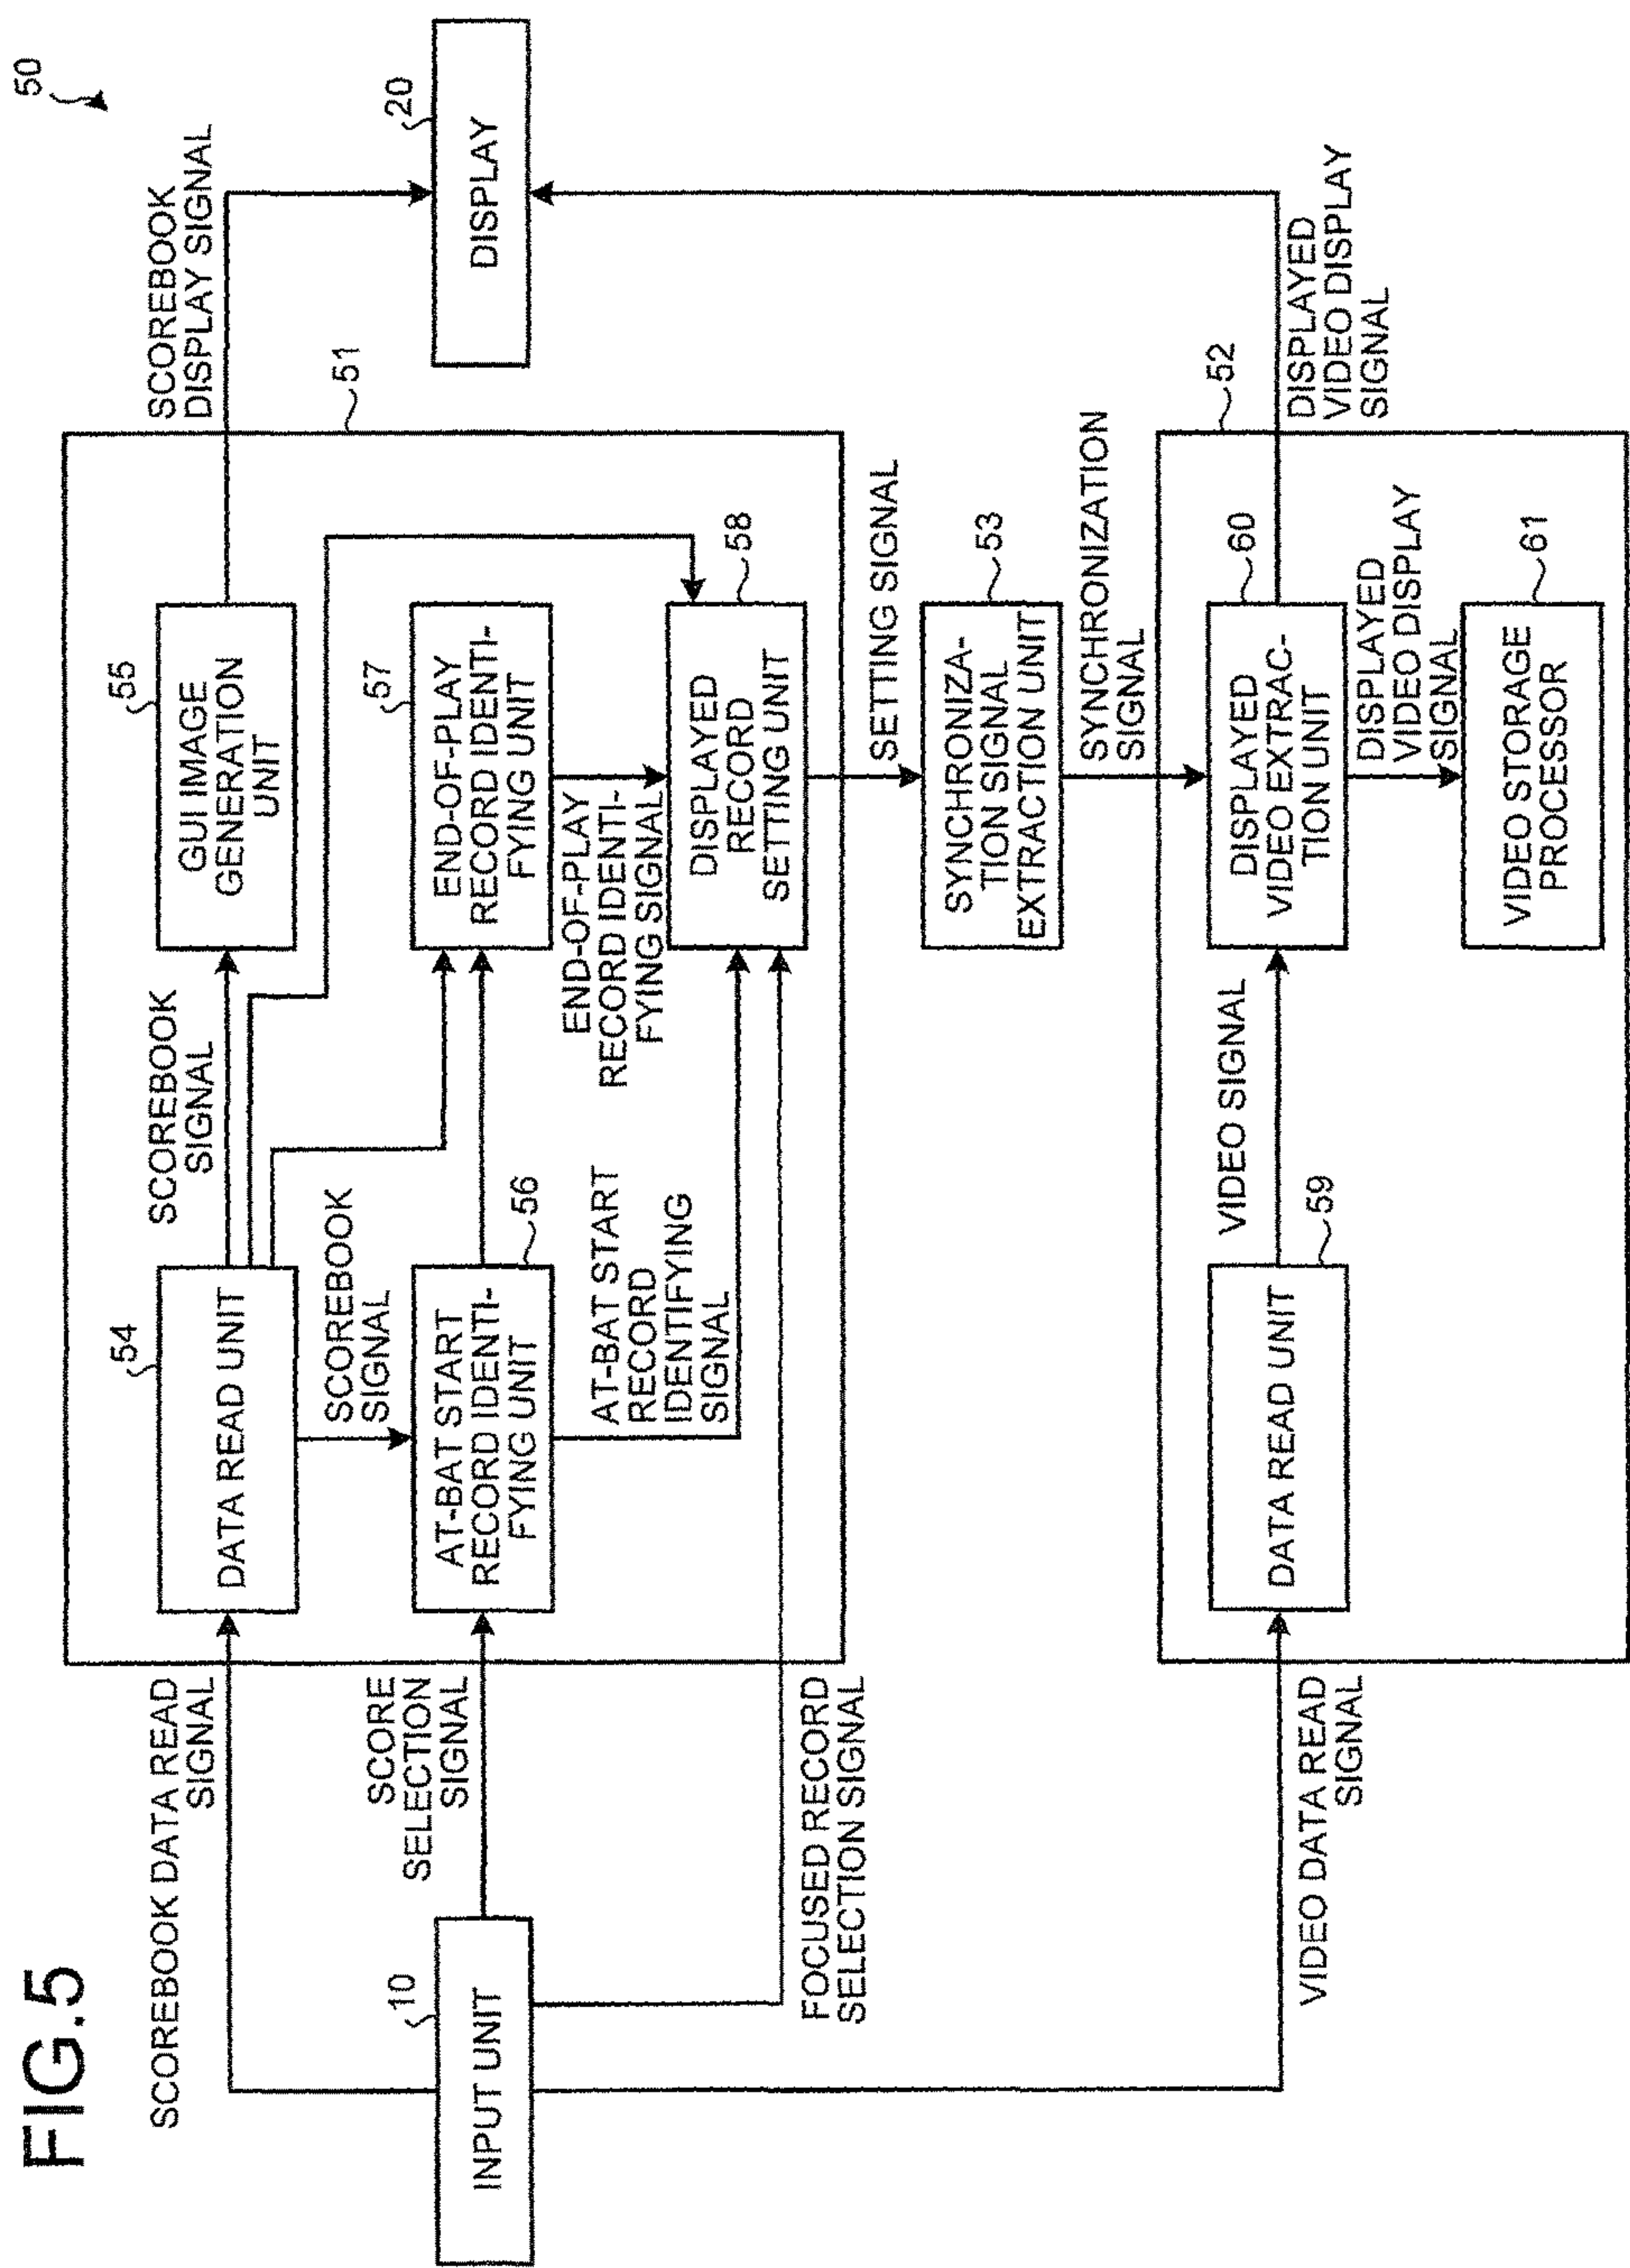 FIG.5
50
SCOREBOOK DATA READ
SIGNAL
SCORE
SELECTION
SIGNAL
FOCUSED RECORD
SELECTION SIGNAL
VIDEO DATA READ
SIGNAL
10
INPUT UNIT
51
54
DATA READ UNIT
SCOREBOOK
SIGNAL
55
GUI IMAGE
GENERATION
UNIT
SCOREBOOK
DISPLAY SIGNAL
20
DISPLAY
SCOREBOOK
SIGNAL
56
AT-BAT START
RECORD IDENTI-
FYING UNIT
57
END-OF-PLAY
RECORD IDENTI-
FYING UNIT
AT-BAT START
RECORD
IDENTIFYING
SIGNAL
END-OF-PLAY
RECORD IDENTI-
FYING SIGNAL
58
DISPLAYED
RECORD
SETTING UNIT
SETTING SIGNAL
53
SYNCHRONIZA-
TION SIGNAL
EXTRACTION UNIT
SYNCHRONIZATION
SIGNAL
52
59
DATA READ UNIT
VIDEO SIGNAL
60
DISPLAYED
VIDEO EXTRAC-
TION UNIT
DISPLAYED
VIDEO DISPLAY
SIGNAL
DISPLAYED
VIDEO DISPLAY
SIGNAL
61
VIDEO STORAGE
PROCESSOR